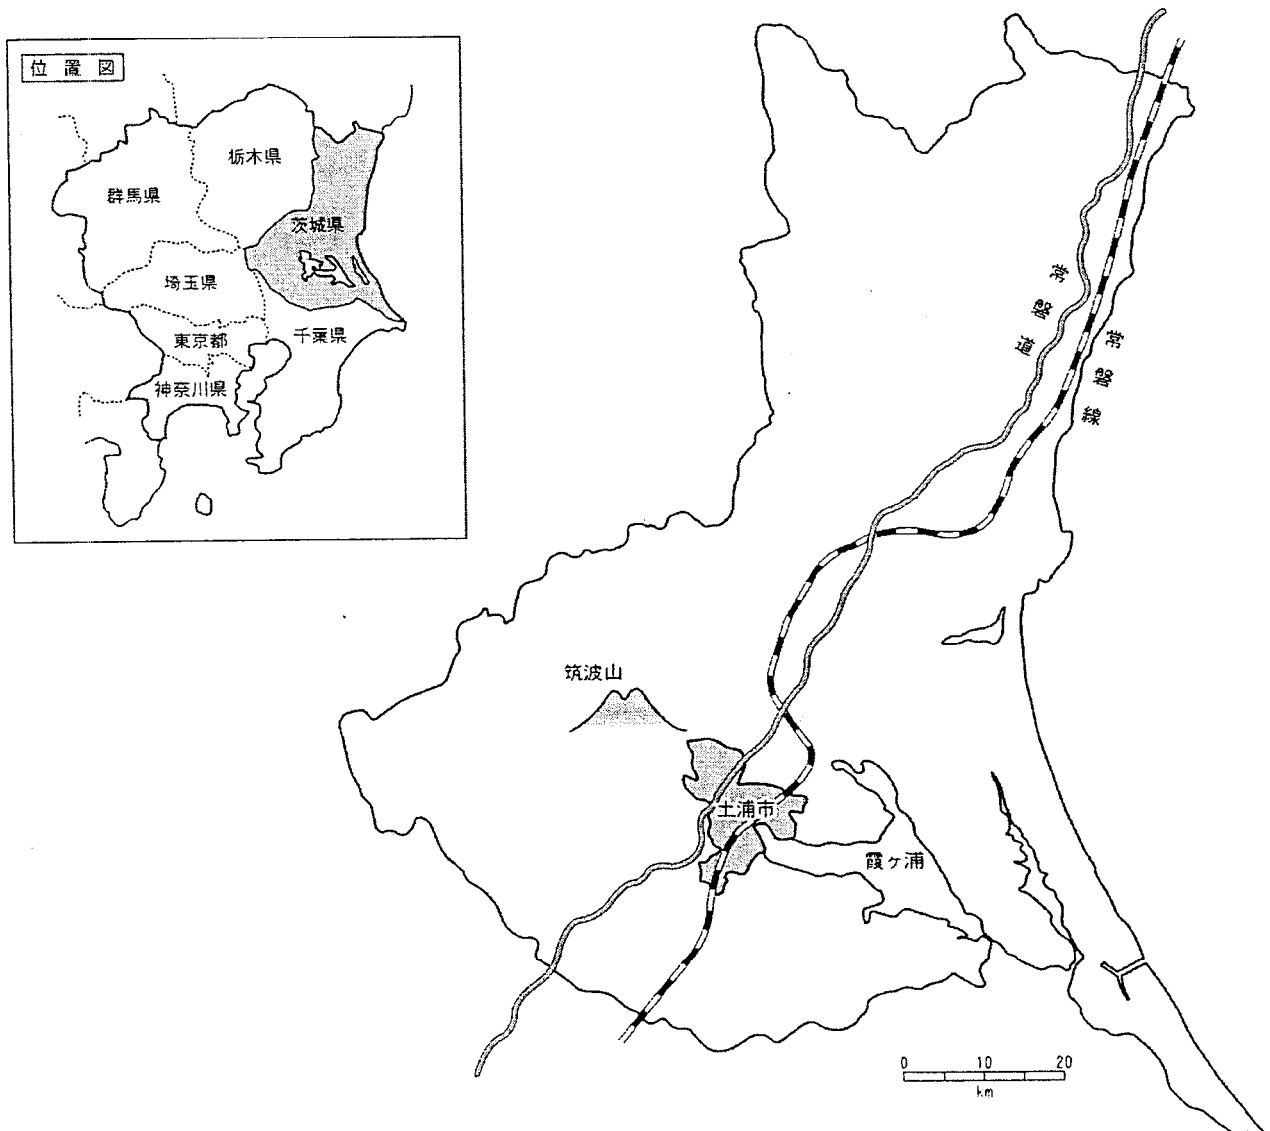 位置図
栃木県
群馬県
茨城県
埼玉県
千葉県
東京都
神奈川県
常磐道
常磐線
筑波山
土浦市
霞ヶ浦
0 10 20
km